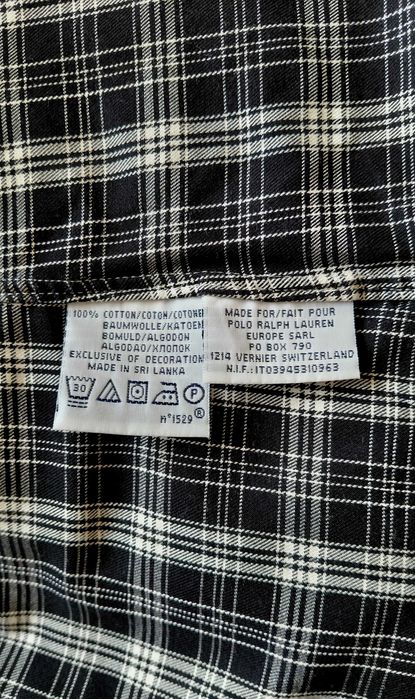 100% COTTON/COTON/COTONE
BAUMWOLLE/KATOEN
BOMULD/ALGODON
ALGODAO/ХЛОПОК
EXCLUSIVE OF DECORATION
MADE IN SRI LANKA
30
P
n°1529 ®
MADE FOR/FAIT POUR
POLO RALPH LAUREN
EUROPE SARL
PO BOX 790
1214 VERNIER SWITZERLAND
N.I.F.:IT03945310963